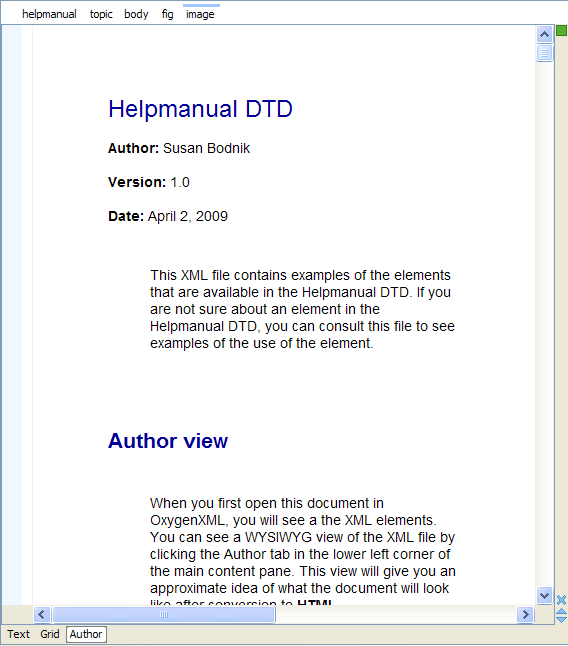 helpmanual topic body fig image
Helpmanual DTD
Author: Susan Bodnik
Version: 1.0
Date: April 2, 2009
This XML file contains examples of the elements
that are available in the Helpmanual DTD. If you
are not sure about an element in the
Helpmanual DTD, you can consult this file to see
examples of the use of the element.
Author view
When you first open this document in
OxygenXML, you will see a the XML elements.
You can see a WYSIWYG view of the XML file by
clicking the Author tab in the lower left corner of
the main content pane. This view will give you an
approximate idea of what the document will look
like after conversion to HTML
Text Grid Author